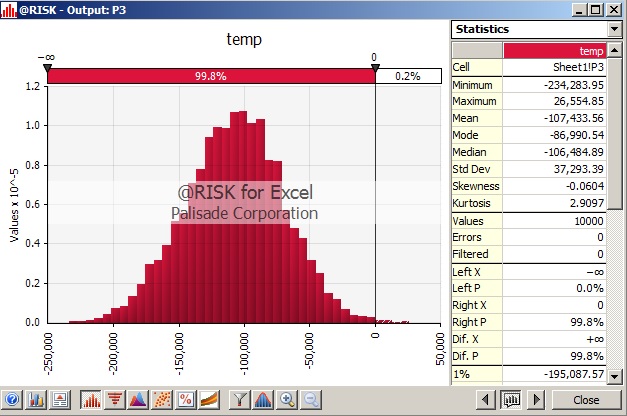 @RISK - Output: P3
temp
−∞ 0
99.8% 0.2%
1.2
1.0
0.8
0.6
0.4
0.2
0.0
Values x 10^-5
@RISK for Excel
Palisade Corporation
-250,000 -200,000 -150,000 -100,000 -50,000 0 50,000
Statistics
temp
Cell Sheet1!P3
Minimum -234,283.95
Maximum 26,554.85
Mean -107,433.56
Mode -86,990.54
Median -106,484.89
Std Dev 37,293.39
Skewness -0.0604
Kurtosis 2.9097
Values 10000
Errors 0
Filtered 0
Left X −∞
Left P 0.0%
Right X 0
Right P 99.8%
Dif. X +∞
Dif. P 99.8%
1% -195,087.57
Close